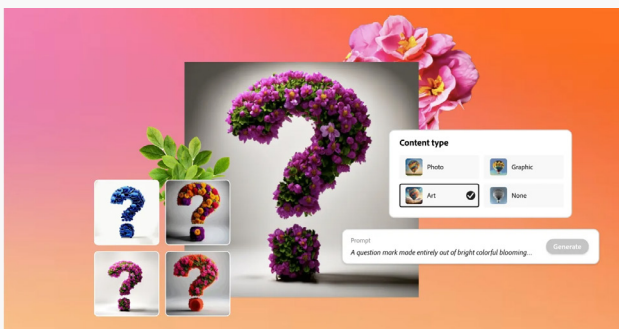 Content type
Photo
Graphic
Art
None
Prompt
A question mark made entirely out of bright colorful blooming...
Generate